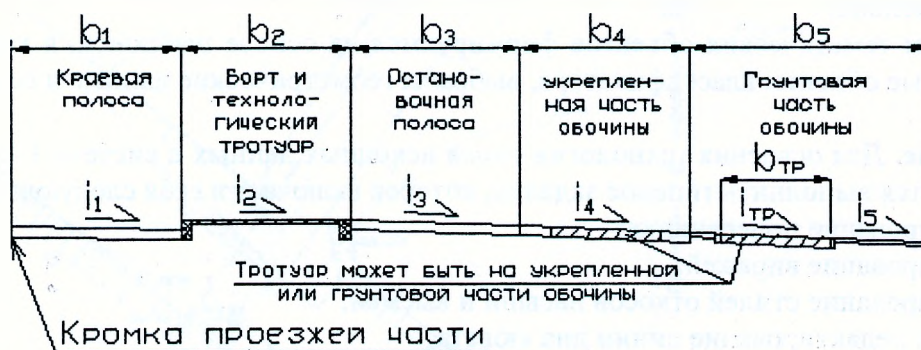 b1 b2 b3 b4 b5
Краевая
полоса
Борт и
техноло-
гический
тротуар
Остано-
вочная
полоса
Укреплен-
ная часть
обочины
Грунтовая
часть
обочины
bтр
i1 i2 i3 i4 iтр i5
Тротуар может быть на укрепленной
или грунтовой части обочины
Кромка проезжей части